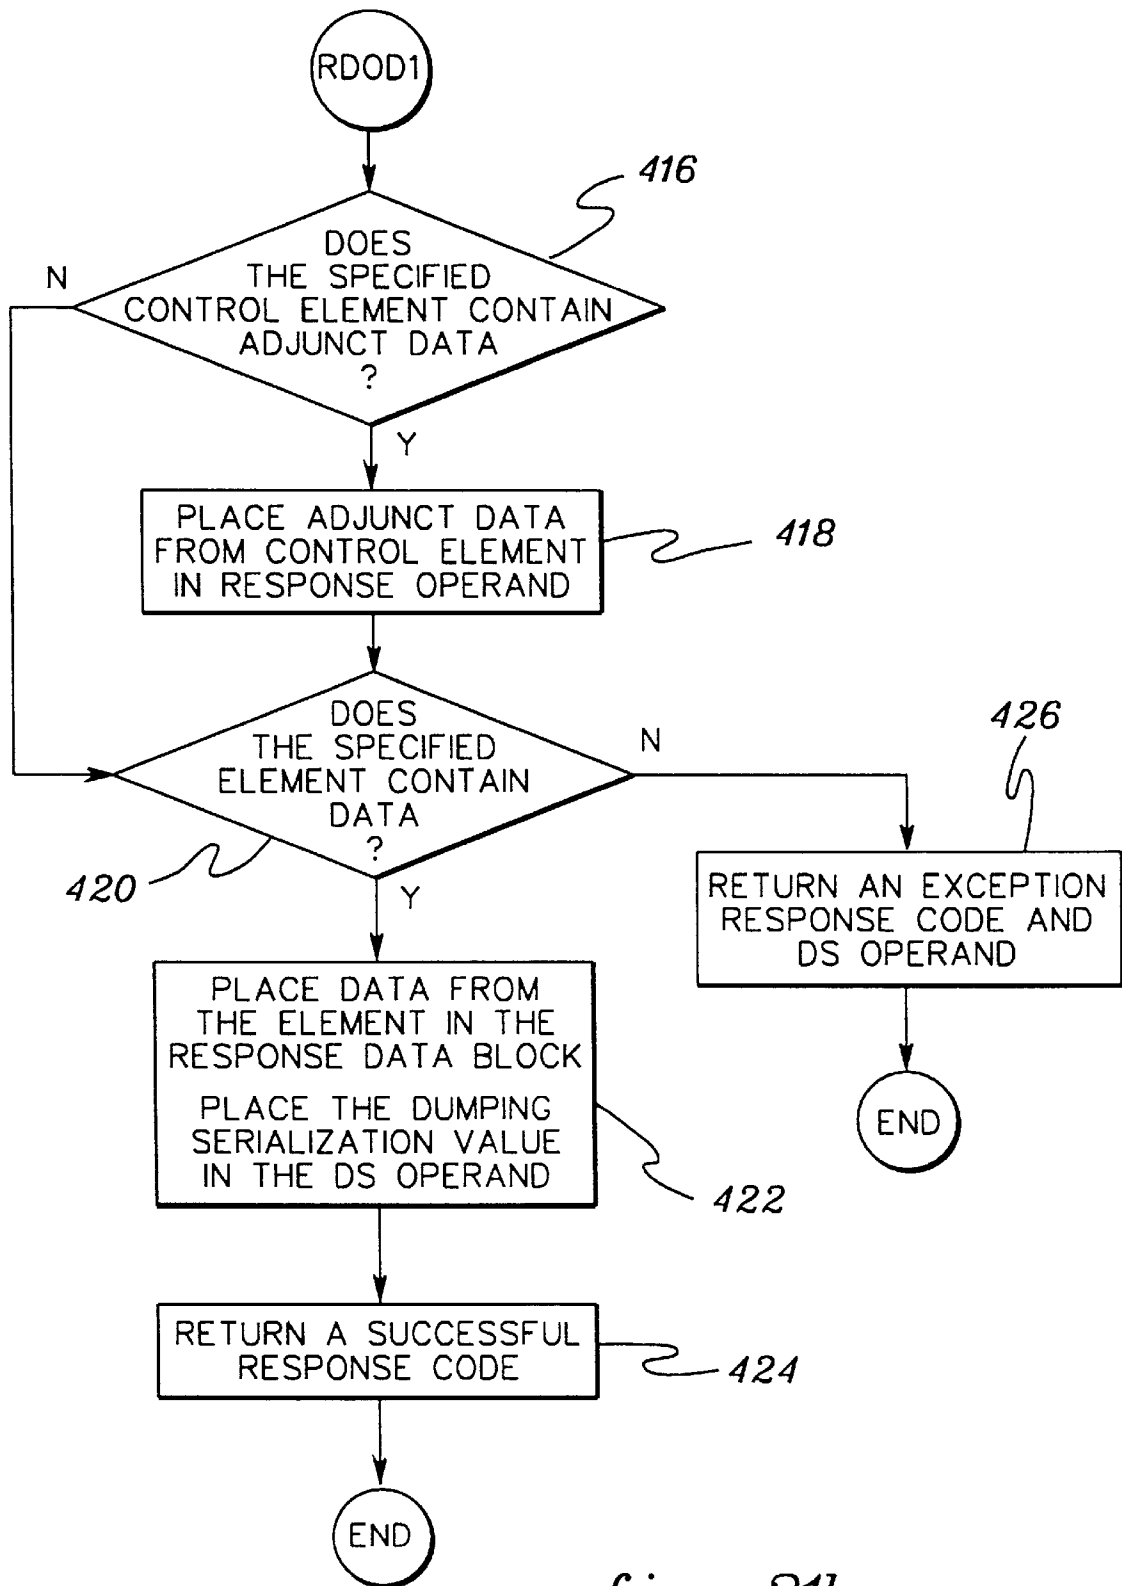 RDOD1
416
DOES
THE SPECIFIED
CONTROL ELEMENT CONTAIN
ADJUNCT DATA
?
N
Y
PLACE ADJUNCT DATA
FROM CONTROL ELEMENT
IN RESPONSE OPERAND
418
DOES
THE SPECIFIED
ELEMENT CONTAIN
DATA
?
N
420
Y
426
RETURN AN EXCEPTION
RESPONSE CODE AND
DS OPERAND
END
PLACE DATA FROM
THE ELEMENT IN THE
RESPONSE DATA BLOCK
PLACE THE DUMPING
SERIALIZATION VALUE
IN THE DS OPERAND
422
RETURN A SUCCESSFUL
RESPONSE CODE
424
END